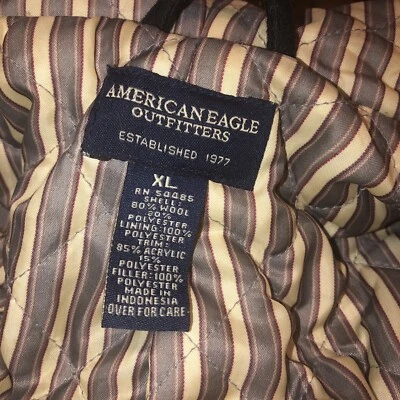 AMERICAN EAGLE
OUTFITTERS
ESTABLISHED 1977
XL
RN 54485
SHELL:
80% WOOL
20%
POLYESTER
LINING:100%
POLYESTER
TRIM:
85% ACRYLIC
15%
POLYESTER
FILLER:100%
POLYESTER
MADE IN
INDONESIA
OVER FOR CARE